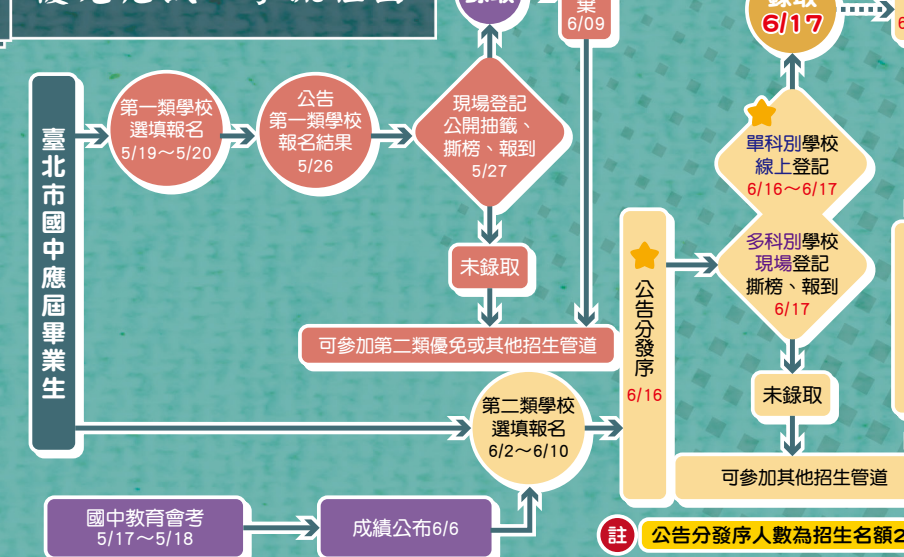 棄
6/09
錄取
6/17
臺北市國中應屆畢業生
第一類學校
選填報名
5/19～5/20
公告
第一類學校
報名結果
5/26
現場登記
公開抽籤、
撕榜、報到
5/27
未錄取
可參加第二類優免或其他招生管道
第二類學校
選填報名
6/2～6/10
國中教育會考
5/17～5/18
成績公布6/6
公告分發序
6/16
單科別學校
線上登記
6/16～6/17
多科別學校
現場登記
撕榜、報到
6/17
未錄取
可參加其他招生管道
註
公告分發序人數為招生名額2